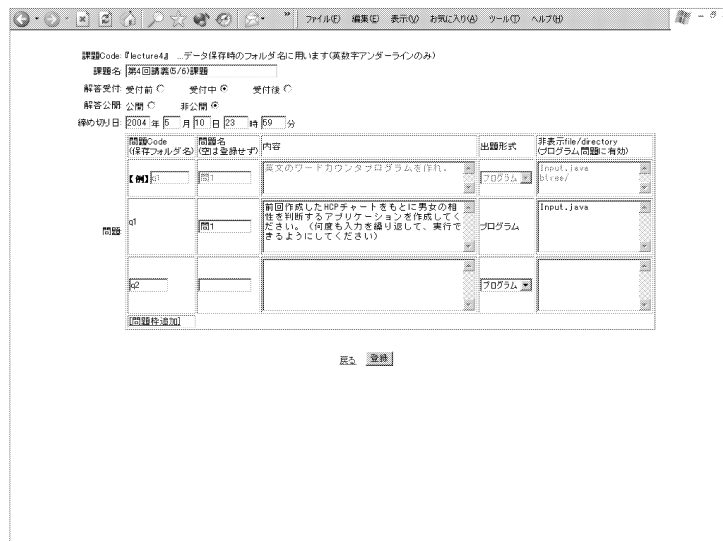 ファイル(F) 編集(E) 表示(V) お気に入り(A) ツール(T) ヘルプ(H)
課題Code:『lecture4』 …データ保存時のフォルダ名に用います(英数字アンダーラインのみ)
課題名 第4回講義(5/6)課題
解答受付: 受付前 受付中 受付後
解答公開: 公開 非公開
締め切り日: 2004 年 5 月 10 日 23 時 59 分
問題Code (保存フォルダ名) 問題名 (空は登録せず) 内容 出題形式 非表示file/directory (プログラム問題に有効)
【例】 q1 問1 英文のワードカウンタプログラムを作れ。 プログラム Input.java
btree/
問題
q1 問1 前回作成したHCPチャートをもとに男女の相
性を判断するアプリケーションを作成してく
ださい。(何度も入力を繰り返して、実行で
きるようにしてください) プログラム Input.java
q2 プログラム
[問題枠追加]
戻る 登録